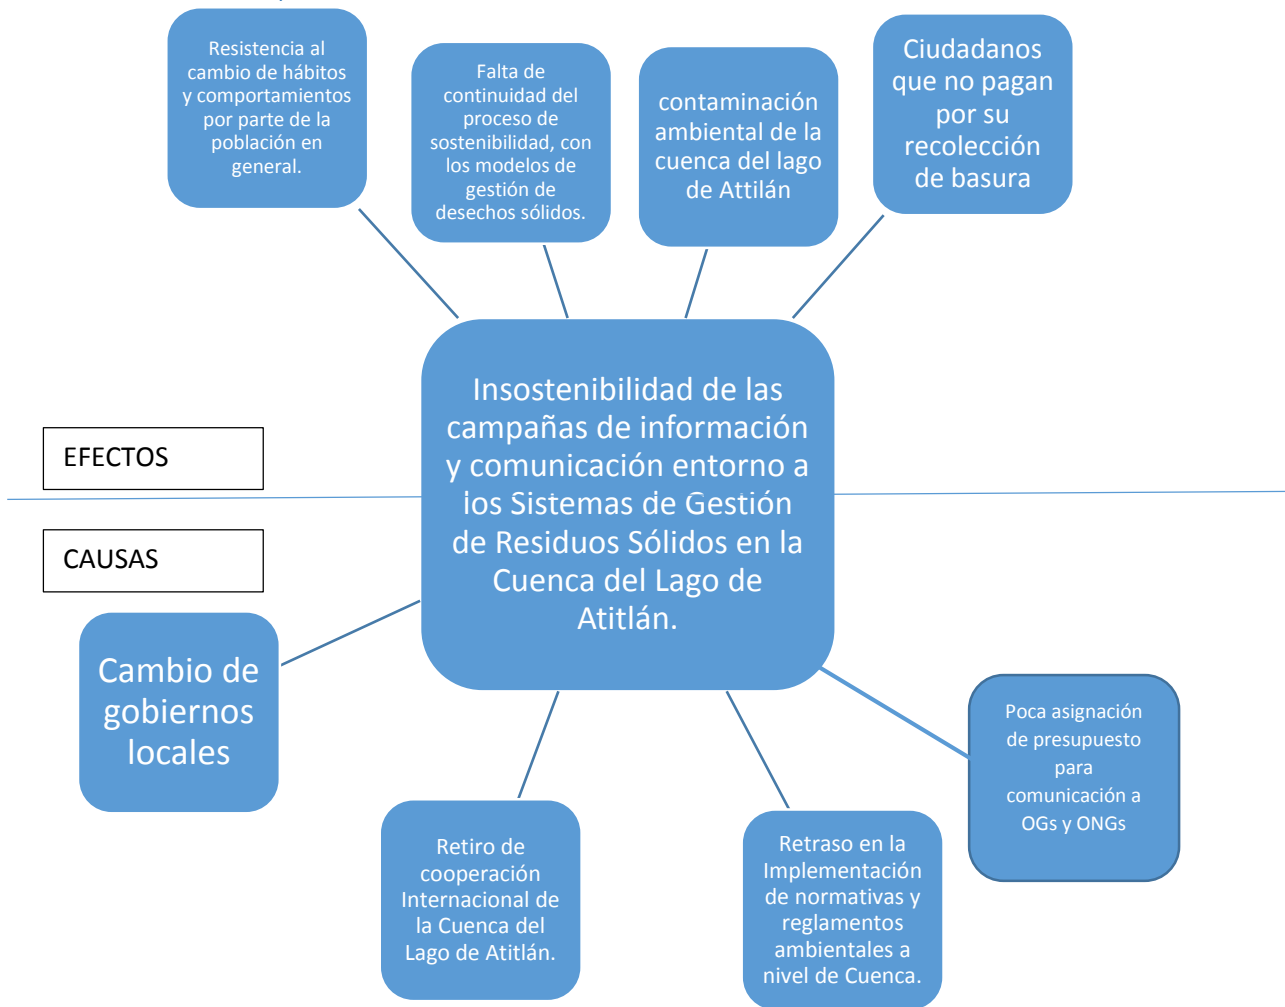 Resistencia al
cambio de hábitos
y comportamientos
por parte de la
población en
general.
Falta de
continuidad del
proceso de
sostenibilidad, con
los modelos de
gestión de
desechos sólidos.
contaminación
ambiental de la
cuenca del lago
de Attilán
Ciudadanos
que no pagan
por su
recolección
de basura
Insostenibilidad de las
campañas de información
y comunicación entorno a
los Sistemas de Gestión
de Residuos Sólidos en la
Cuenca del Lago de
Atitlán.
EFECTOS
CAUSAS
Cambio de
gobiernos
locales
Retiro de
cooperación
Internacional de
la Cuenca del
Lago de Atitlán.
Retraso en la
Implementación
de normativas y
reglamentos
ambientales a
nivel de Cuenca.
Poca asignación
de presupuesto
para
comunicación a
OGs y ONGs